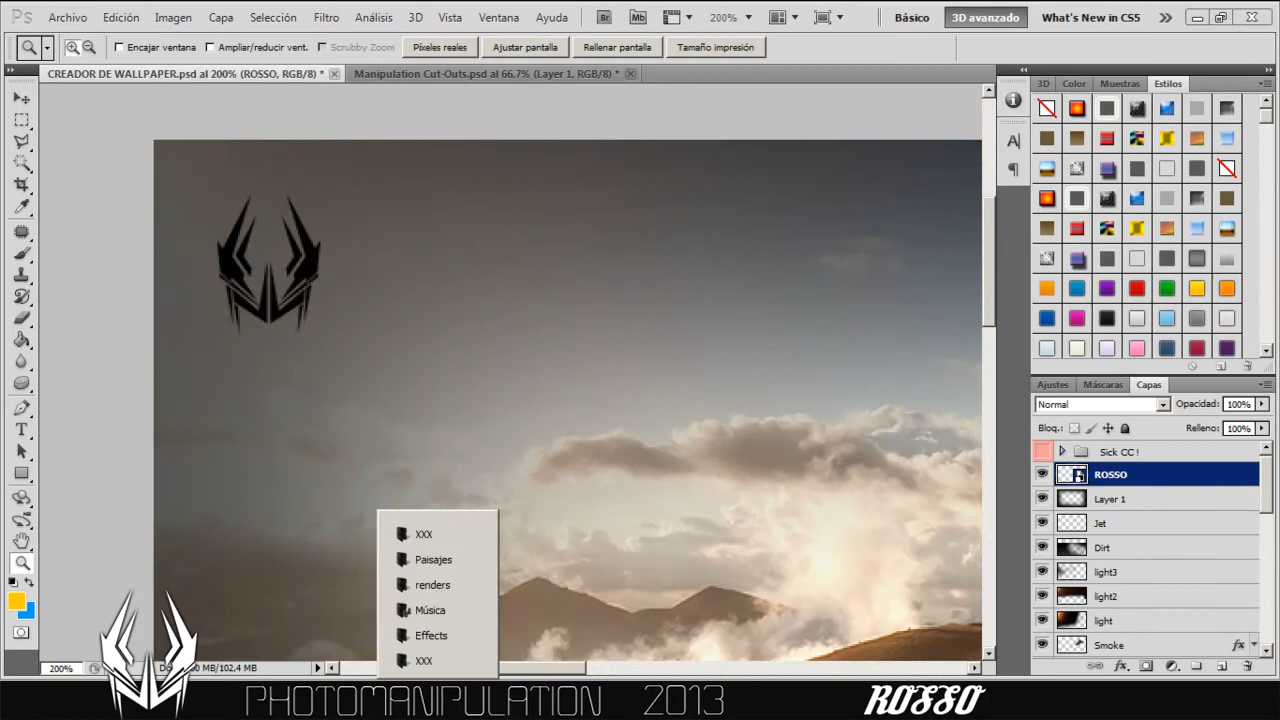 Ps Archivo Edición Imagen Capa Selección Filtro Análisis 3D Vista Ventana Ayuda Br Mb 200% Básico 3D avanzado What's New in CS5
Encajar ventana Ampliar/reducir vent. Scrubby Zoom Píxeles reales Ajustar pantalla Rellenar pantalla Tamaño impresión
CREADOR DE WALLPAPER.psd al 200% (ROSSO, RGB/8) * Manipulation Cut-Outs.psd al 66,7% (Layer 1, RGB/8) *
3D Color Muestras Estilos
Ajustes Máscaras Capas
Normal Opacidad: 100%
Bloq.: Relleno: 100%
Sick CC !
ROSSO
Layer 1
Jet
Dirt
light3
light2
light
Smoke fx
XXX
Paisajes
renders
Música
Effects
XXX
200% MB/102,4 MB
PHOTOMANIPULATION 2013 ROSSO